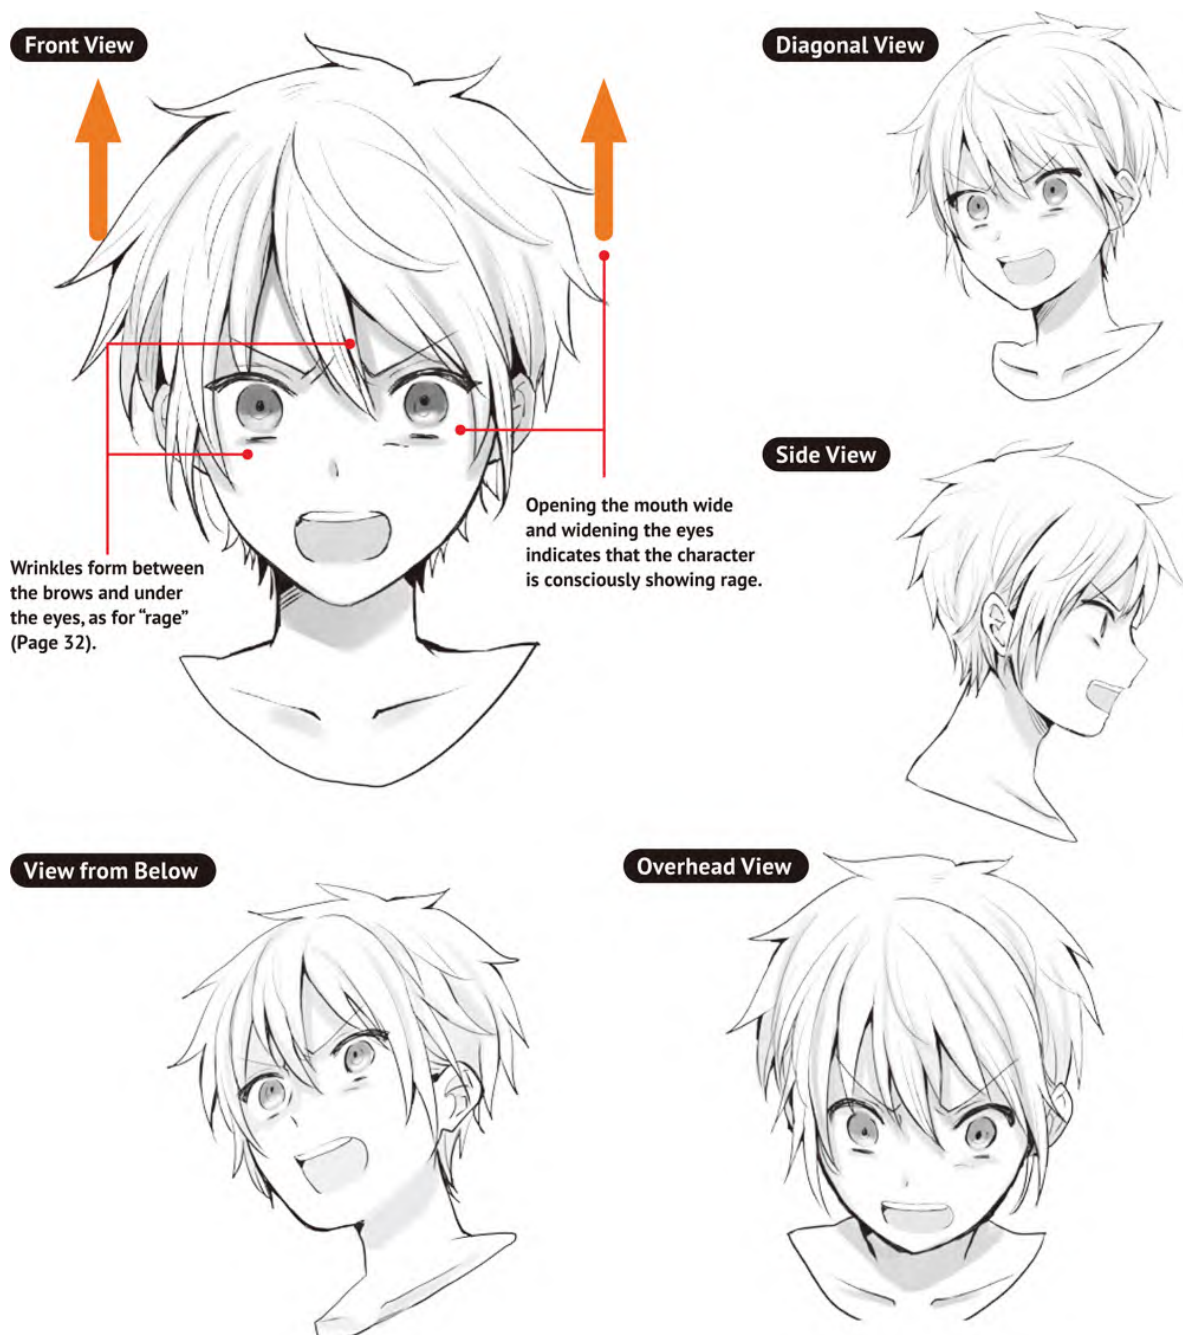 Front View
Diagonal View
Side View
Opening the mouth wide
and widening the eyes
indicates that the character
is consciously showing rage.
Wrinkles form between
the brows and under
the eyes, as for “rage”
(Page 32).
View from Below
Overhead View